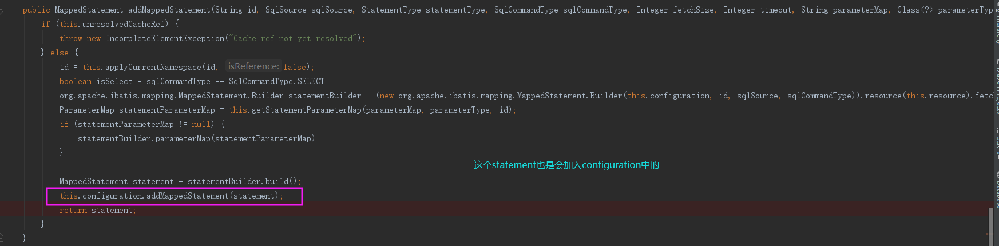 public MappedStatement addMappedStatement(String id, SqlSource sqlSource, StatementType statementType, SqlCommandType sqlCommandType, Integer fetchSize, Integer timeout, String parameterMap, Class<?> parameterTyp
if (this.unresolvedCacheRef) {
throw new IncompleteElementException("Cache-ref not yet resolved");
} else {
id = this.applyCurrentNamespace(id, isReference: false);
boolean isSelect = sqlCommandType == SqlCommandType.SELECT;
org.apache.ibatis.mapping.MappedStatement.Builder statementBuilder = (new org.apache.ibatis.mapping.MappedStatement.Builder(this.configuration, id, sqlSource, sqlCommandType)).resource(this.resource).fetc
ParameterMap statementParameterMap = this.getStatementParameterMap(parameterMap, parameterType, id);
if (statementParameterMap != null) {
statementBuilder.parameterMap(statementParameterMap);
}
这个statement也是会加入configuration中的
MappedStatement statement = statementBuilder.build();
this.configuration.addMappedStatement(statement);
return statement;
}
}